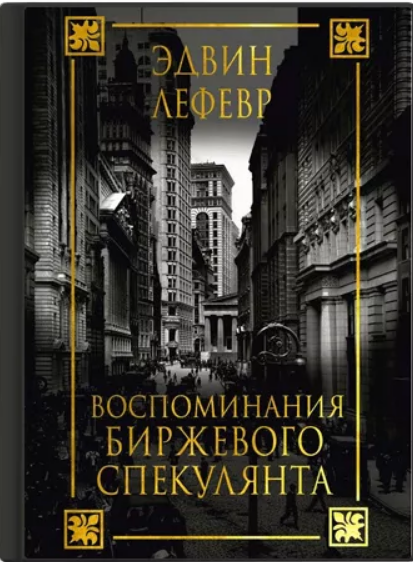 ЭДВИН
ЛЕФЕВР
ВОСПОМИНАНИЯ
БИРЖЕВОГО
СПЕКУЛЯНТА